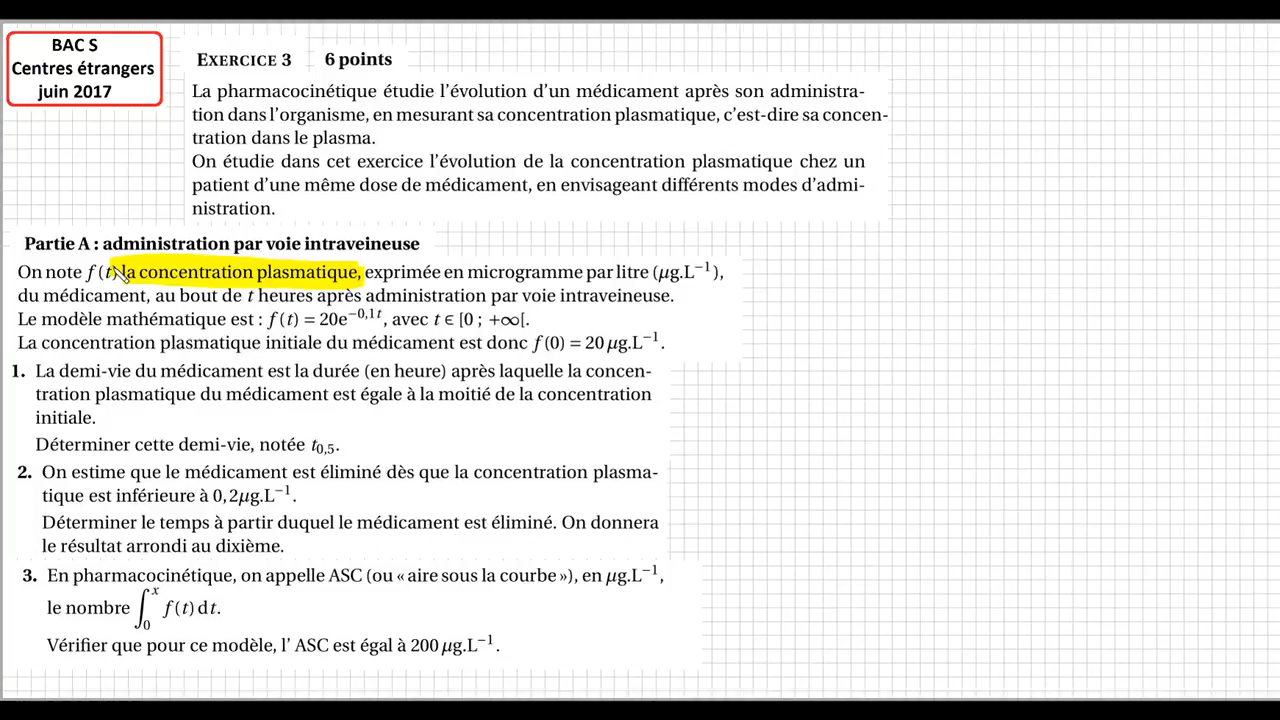 BAC S
Centres étrangers
juin 2017
EXERCICE 3 6 points
La pharmacocinétique étudie l'évolution d'un médicament après son administra-
tion dans l'organisme, en mesurant sa concentration plasmatique, c'est-dire sa concen-
tration dans le plasma.
On étudie dans cet exercice l'évolution de la concentration plasmatique chez un
patient d'une même dose de médicament, en envisageant différents modes d'admi-
nistration.
Partie A : administration par voie intraveineuse
On note f(t) la concentration plasmatique, exprimée en microgramme par litre (µg.L⁻¹),
du médicament, au bout de t heures après administration par voie intraveineuse.
Le modèle mathématique est : f(t) = 20e^{−0,1t}, avec t ∈ [0 ; +∞[.
La concentration plasmatique initiale du médicament est donc f(0) = 20 µg.L⁻¹.
1. La demi-vie du médicament est la durée (en heure) après laquelle la concen-
tration plasmatique du médicament est égale à la moitié de la concentration
initiale.
Déterminer cette demi-vie, notée t₀,₅.
2. On estime que le médicament est éliminé dès que la concentration plasma-
tique est inférieure à 0,2µg.L⁻¹.
Déterminer le temps à partir duquel le médicament est éliminé. On donnera
le résultat arrondi au dixième.
3. En pharmacocinétique, on appelle ASC (ou « aire sous la courbe »), en µg.L⁻¹,
le nombre ∫₀ˣ f(t) dt.
Vérifier que pour ce modèle, l' ASC est égal à 200 µg.L⁻¹.